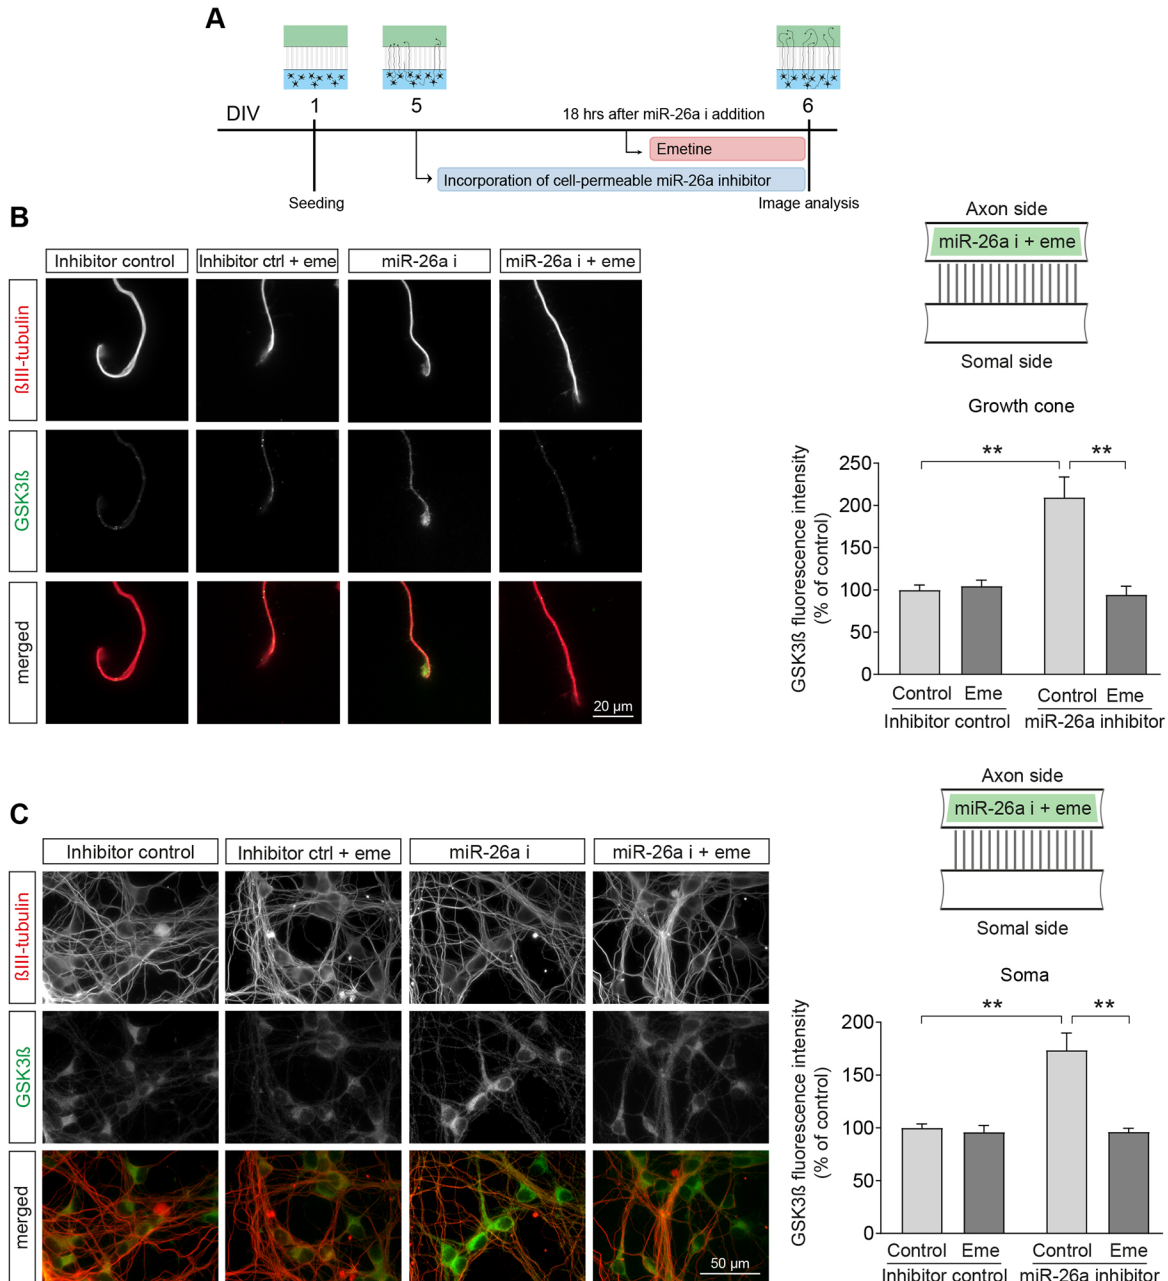 A
DIV
1
5
6
18 hrs after miR-26a i addition
Emetine
Incorporation of cell-permeable miR-26a inhibitor
Seeding
Image analysis
B
Inhibitor control
Inhibitor ctrl + eme
miR-26a i
miR-26a i + eme
ßIII-tubulin
GSK3ß
merged
20 µm
Axon side
miR-26a i + eme
Somal side
Growth cone
GSK3ß fluorescence intensity
(% of control)
250
200
150
100
50
0
**
**
Control
Eme
Control
Eme
Inhibitor control
miR-26a inhibitor
C
Inhibitor control
Inhibitor ctrl + eme
miR-26a i
miR-26a i + eme
ßIII-tubulin
GSK3ß
merged
50 µm
Axon side
miR-26a i + eme
Somal side
Soma
GSK3ß fluorescence intensity
(% of control)
200
150
100
50
0
**
**
Control
Eme
Control
Eme
Inhibitor control
miR-26a inhibitor